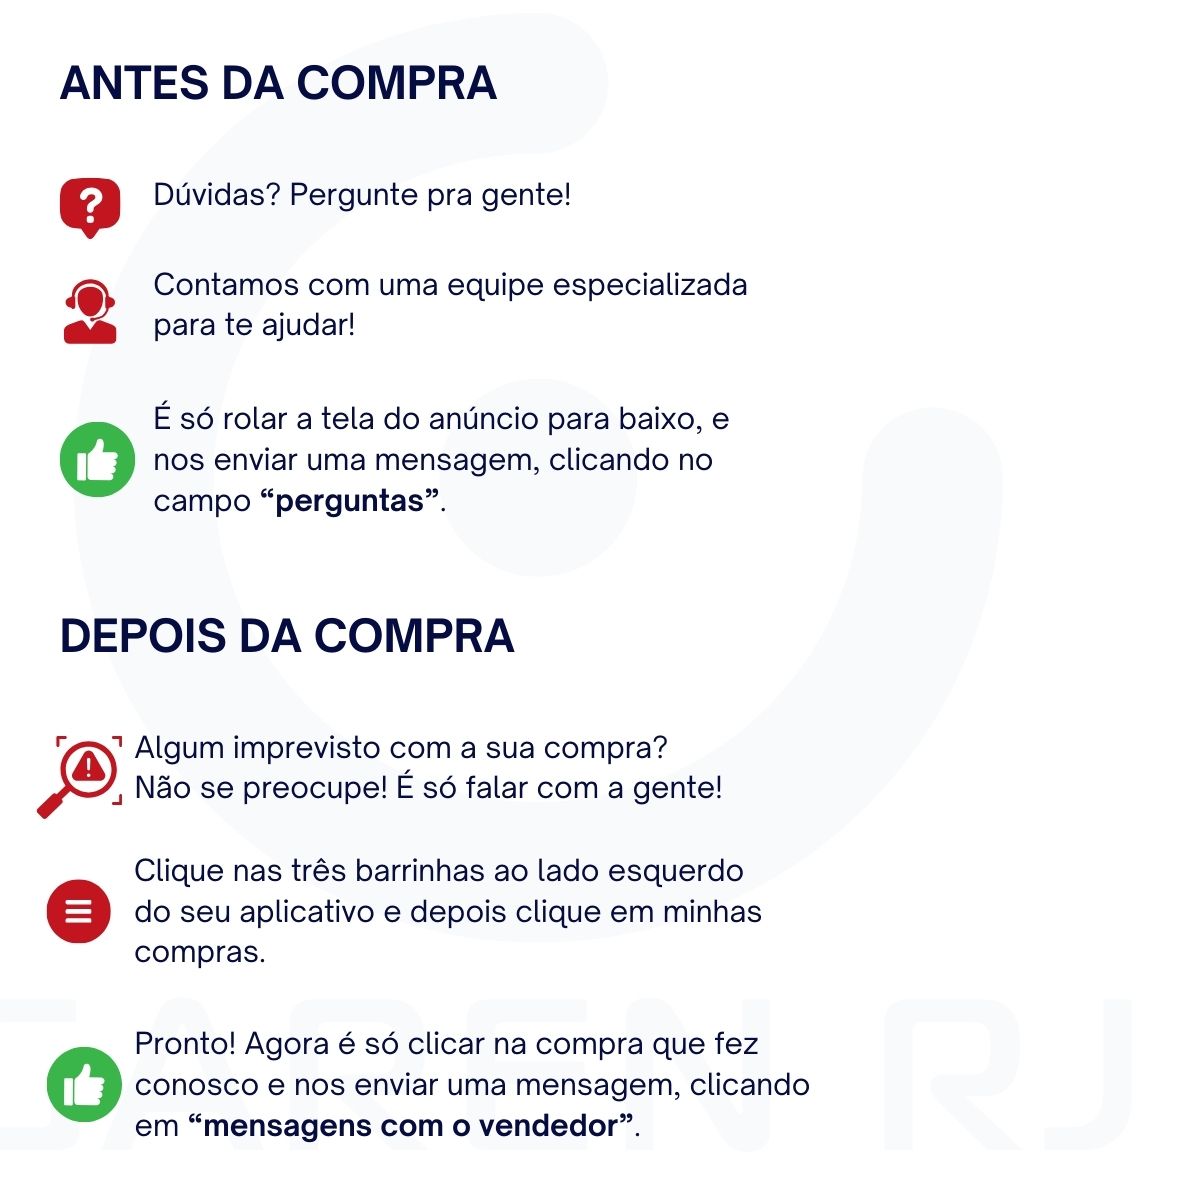 ANTES DA COMPRA
Dúvidas? Pergunte pra gente!
Contamos com uma equipe especializada
para te ajudar!
É só rolar a tela do anúncio para baixo, e
nos enviar uma mensagem, clicando no
campo “perguntas”.
DEPOIS DA COMPRA
Algum imprevisto com a sua compra?
Não se preocupe! É só falar com a gente!
Clique nas três barrinhas ao lado esquerdo
do seu aplicativo e depois clique em minhas
compras.
Pronto! Agora é só clicar na compra que fez
conosco e nos enviar uma mensagem, clicando
em “mensagens com o vendedor”.
GAREN RJ